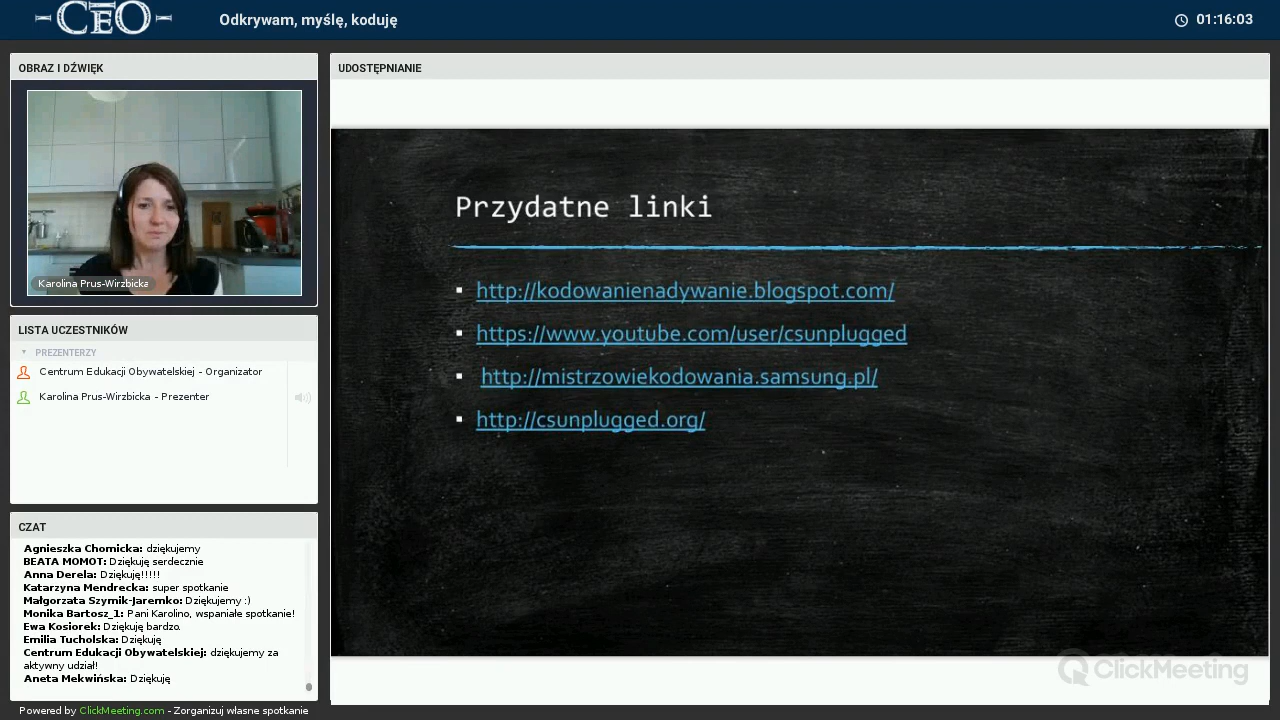 CEO
Odkrywam, myślę, koduję
01:16:03
OBRAZ I DŹWIĘK
Karolina Prus-Wirzbicka
LISTA UCZESTNIKÓW
PREZENTERZY
Centrum Edukacji Obywatelskiej - Organizator
Karolina Prus-Wirzbicka - Prezenter
CZAT
Agnieszka Chomicka: dziękujemy
BEATA MOMOT: Dziękuję serdecznie
Anna Derela: Dziękuję!!!!!
Katarzyna Mendrecka: super spotkanie
Małgorzata Szymik-Jaremko: Dziękujemy :)
Monika Bartosz_1: Pani Karolino, wspaniałe spotkanie!
Ewa Kosiorek: Dziękuję bardzo.
Emilia Tucholska: Dziękuję
Centrum Edukacji Obywatelskiej: dziękujemy za
aktywny udział!
Aneta Mekwińska: Dziękuję
Powered by ClickMeeting.com - Zorganizuj własne spotkanie
UDOSTĘPNIANIE
Przydatne linki
http://kodowanienadywanie.blogspot.com/
https://www.youtube.com/user/csunplugged
http://mistrzowiekodowania.samsung.pl/
http://csunplugged.org/
ClickMeeting